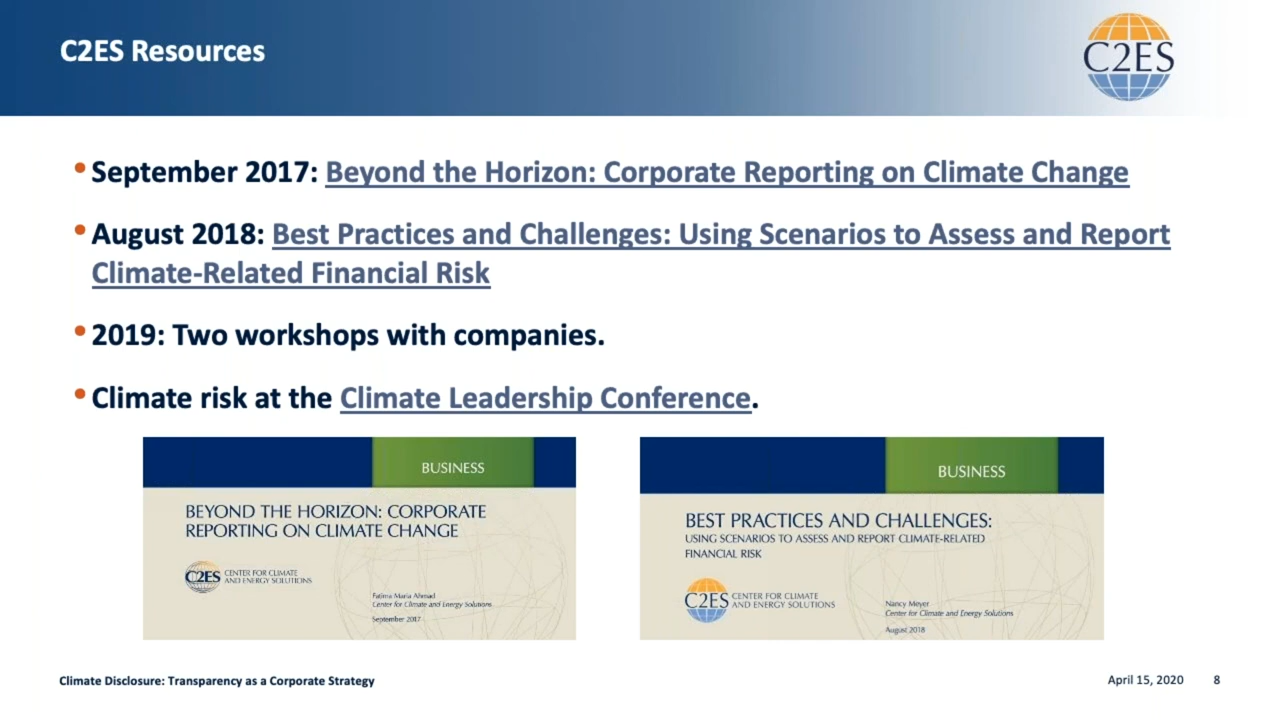 C2ES Resources
C2ES
• September 2017: Beyond the Horizon: Corporate Reporting on Climate Change
• August 2018: Best Practices and Challenges: Using Scenarios to Assess and Report
Climate-Related Financial Risk
• 2019: Two workshops with companies.
• Climate risk at the Climate Leadership Conference.
BUSINESS
BEYOND THE HORIZON: CORPORATE
REPORTING ON CLIMATE CHANGE
C2ES
CENTER FOR CLIMATE
AND ENERGY SOLUTIONS
Fatima Maria Ahmad
Center for Climate and Energy Solutions
September 2017
BUSINESS
BEST PRACTICES AND CHALLENGES:
USING SCENARIOS TO ASSESS AND REPORT CLIMATE-RELATED
FINANCIAL RISK
C2ES
CENTER FOR CLIMATE
AND ENERGY SOLUTIONS
Nancy Meyer
Center for Climate and Energy Solutions
August 2018
Climate Disclosure: Transparency as a Corporate Strategy
April 15, 2020
8